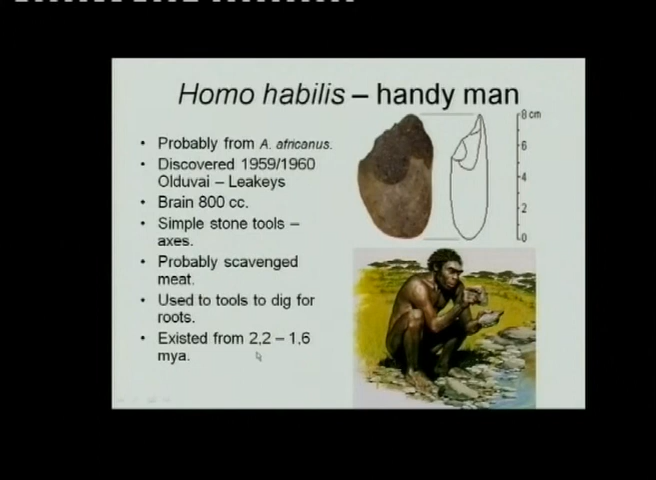 Homo habilis – handy man
• Probably from A. africanus.
• Discovered 1959/1960
Olduvai – Leakeys
• Brain 800 cc.
• Simple stone tools –
axes.
• Probably scavenged
meat.
• Used to tools to dig for
roots.
• Existed from 2,2 – 1,6
mya.
8 cm
6
4
2
0